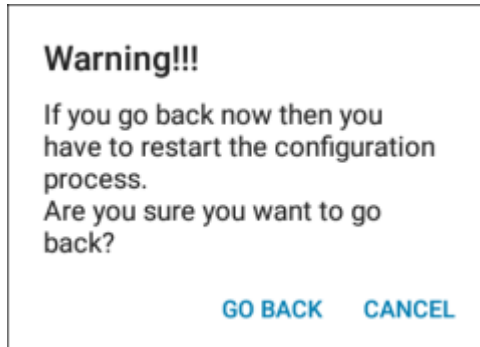 Warning!!!
If you go back now then you
have to restart the configuration
process.
Are you sure you want to go
back?
GO BACK CANCEL